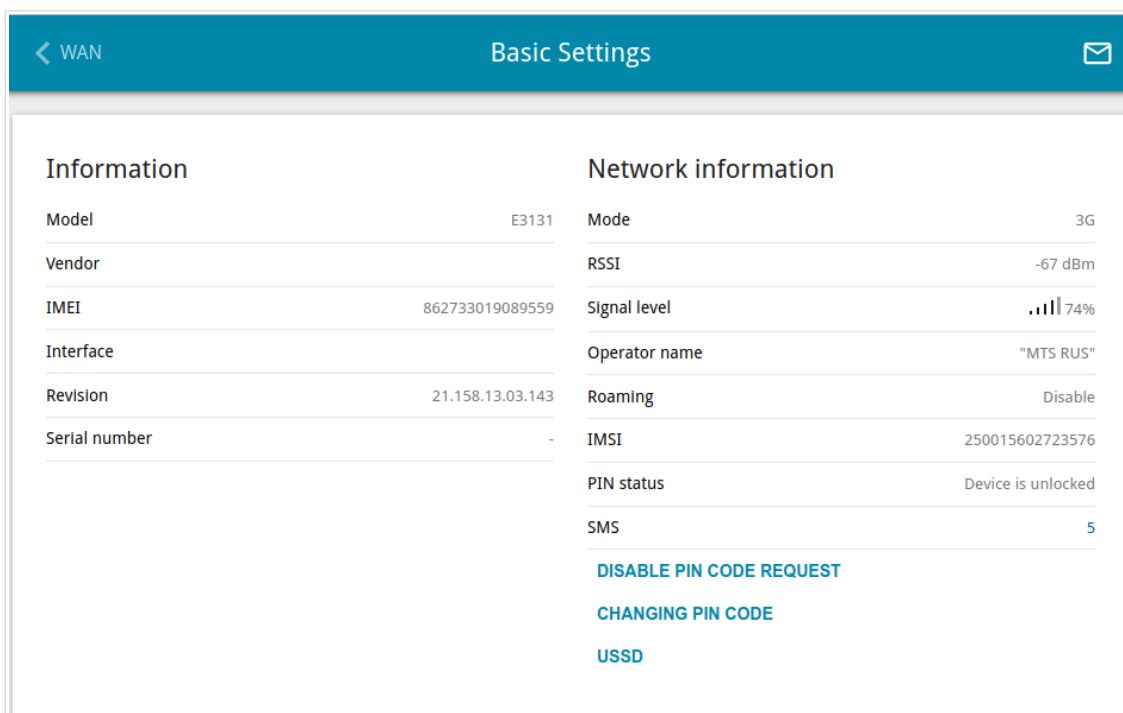 WAN
Basic Settings
Information
Model E3131
Vendor
IMEI 862733019089559
Interface
Revision 21.158.13.03.143
Serial number -
Network information
Mode 3G
RSSI -67 dBm
Signal level 74%
Operator name "MTS RUS"
Roaming Disable
IMSI 250015602723576
PIN status Device is unlocked
SMS 5
DISABLE PIN CODE REQUEST
CHANGING PIN CODE
USSD